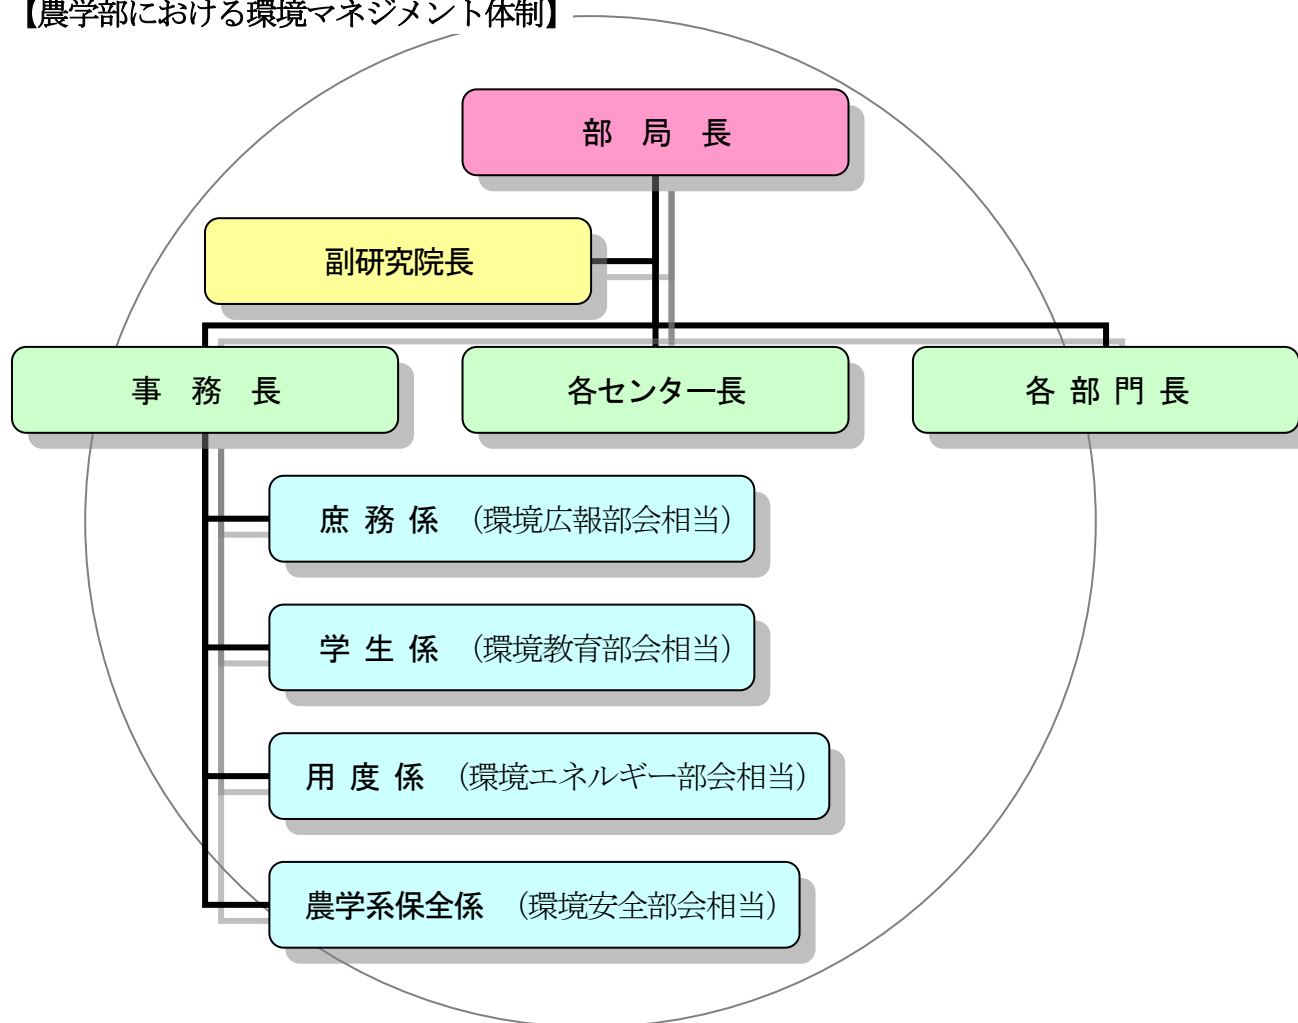 【農学部における環境マネジメント体制】
部　局　長
副研究院長
事　務　長
各センター長
各 部 門 長
庶 務 係　（環境広報部会相当）
学 生 係　（環境教育部会相当）
用 度 係　（環境エネルギー部会相当）
農学系保全係　（環境安全部会相当）